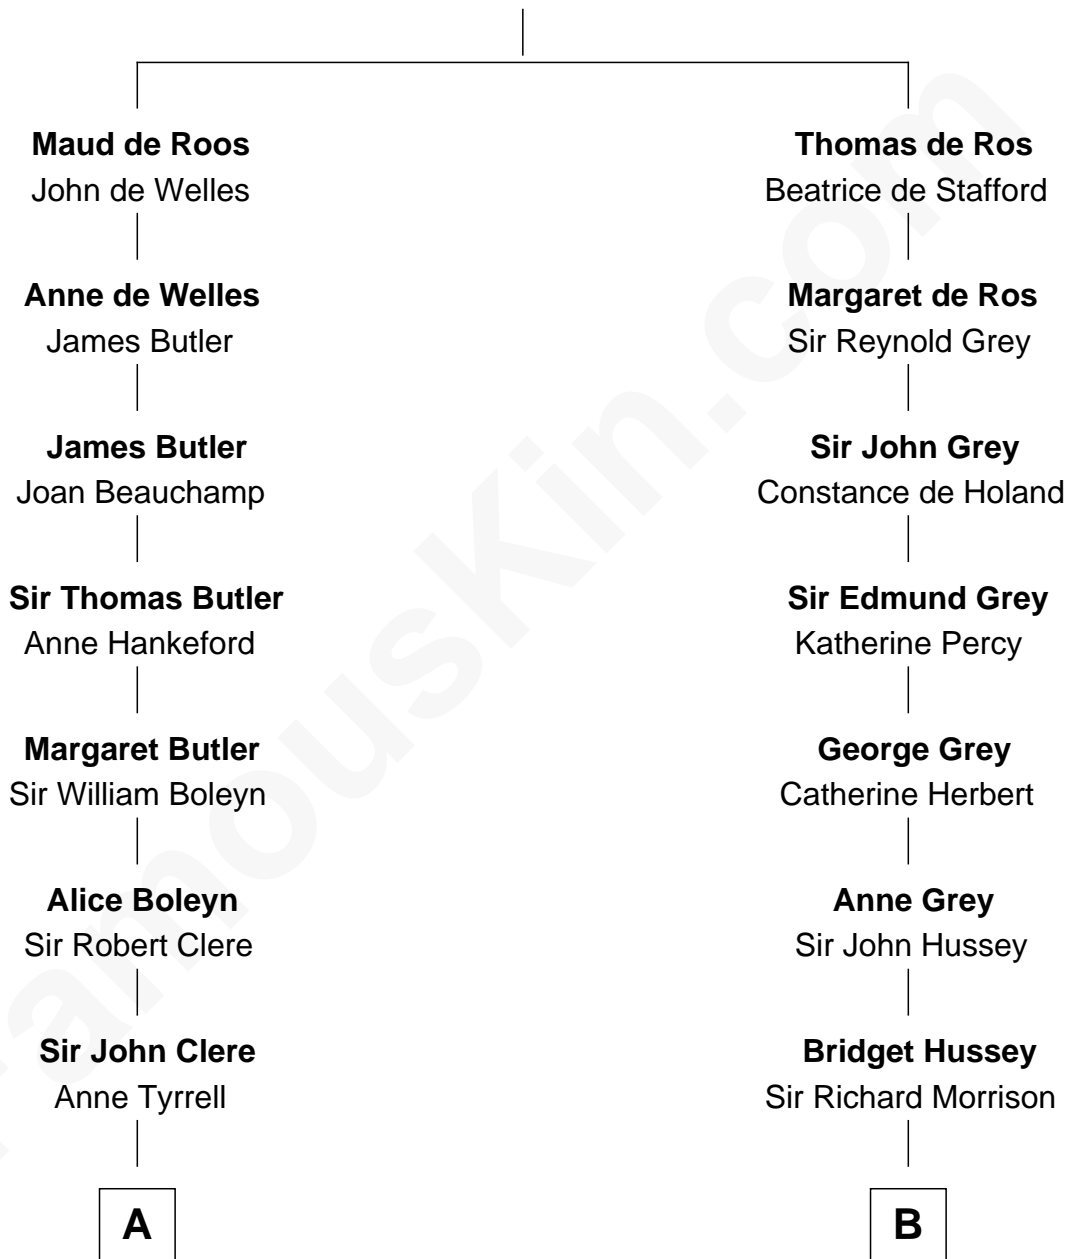 Maud de Roos
John de Welles
Thomas de Ros
Beatrice de Stafford
Anne de Welles
James Butler
Margaret de Ros
Sir Reynold Grey
James Butler
Joan Beauchamp
Sir John Grey
Constance de Holand
Sir Thomas Butler
Anne Hankeford
Sir Edmund Grey
Katherine Percy
Margaret Butler
Sir William Boleyn
George Grey
Catherine Herbert
Alice Boleyn
Sir Robert Clere
Anne Grey
Sir John Hussey
Sir John Clere
Anne Tyrrell
Bridget Hussey
Sir Richard Morrison
A
B
FamousKin.com